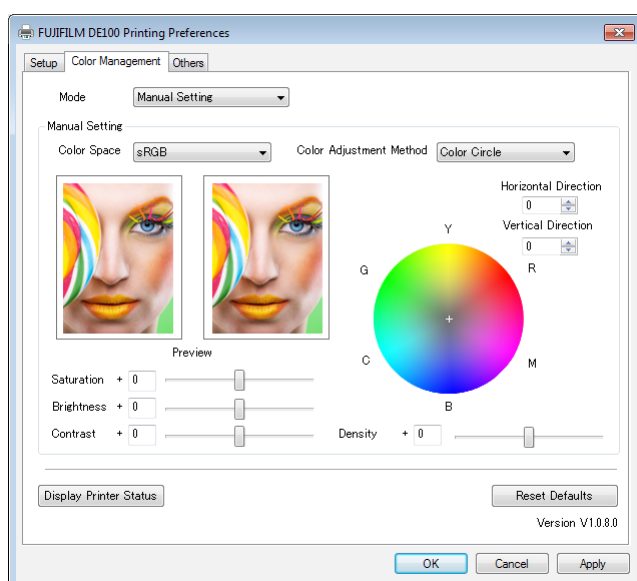 FUJIFILM DE100 Printing Preferences
Setup Color Management Others
Mode Manual Setting
Manual Setting
Color Space sRGB Color Adjustment Method Color Circle
Horizontal Direction
0
Vertical Direction
0
Y
G R
C M
B
Preview
Saturation + 0
Brightness + 0
Contrast + 0 Density + 0
Display Printer Status Reset Defaults
Version V1.0.8.0
OK Cancel Apply